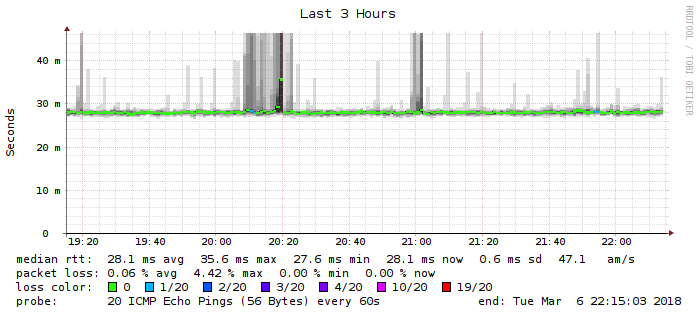 Last 3 Hours
RRDTOOL / TOBI OETIKER
Seconds
40 m
30 m
20 m
10 m
0
19:20 19:40 20:00 20:20 20:40 21:00 21:20 21:40 22:00
median rtt: 28.1 ms avg 35.6 ms max 27.6 ms min 28.1 ms now 0.6 ms sd 47.1 am/s
packet loss: 0.06 % avg 4.42 % max 0.00 % min 0.00 % now
loss color: 0 1/20 2/20 3/20 4/20 10/20 19/20
probe: 20 ICMP Echo Pings (56 Bytes) every 60s end: Tue Mar 6 22:15:03 2018